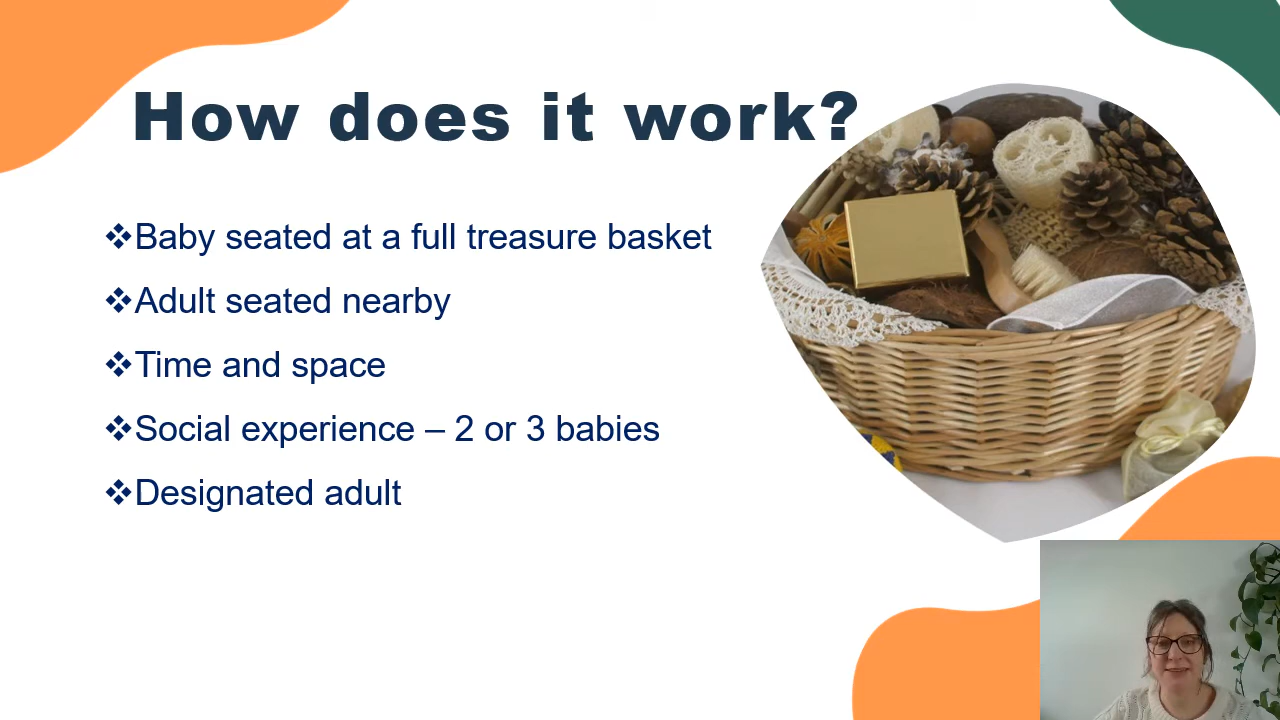 How does it work?
❖Baby seated at a full treasure basket
❖Adult seated nearby
❖Time and space
❖Social experience – 2 or 3 babies
❖Designated adult